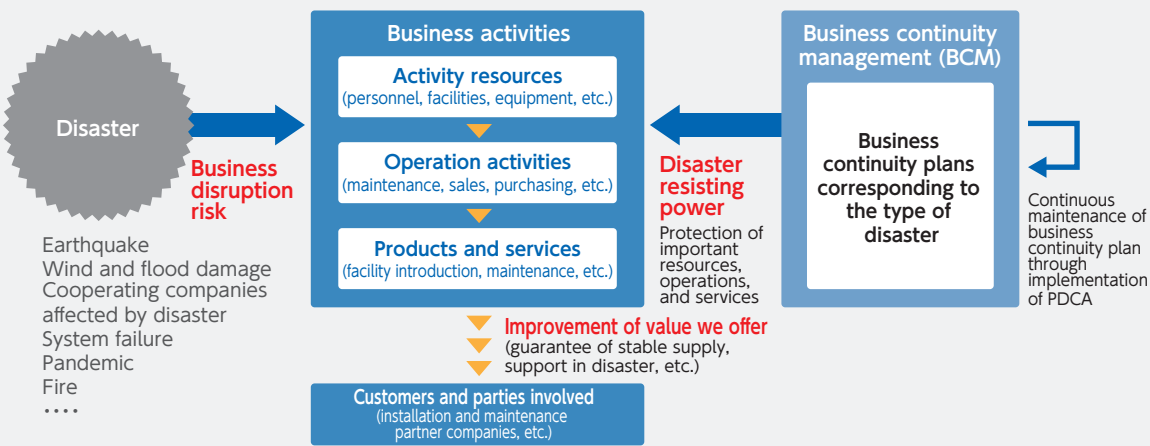 Disaster
Business
disruption
risk
Earthquake
Wind and flood damage
Cooperating companies
affected by disaster
System failure
Pandemic
Fire
....
Business activities
Activity resources
(personnel, facilities, equipment, etc.)
Operation activities
(maintenance, sales, purchasing, etc.)
Products and services
(facility introduction, maintenance, etc.)
Improvement of value we offer
(guarantee of stable supply,
support in disaster, etc.)
Customers and parties involved
(installation and maintenance
partner companies, etc.)
Disaster
resisting
power
Protection of
important
resources,
operations,
and services
Business continuity
management (BCM)
Business
continuity plans
corresponding to
the type of
disaster
Continuous
maintenance of
business
continuity plan
through
implementation
of PDCA